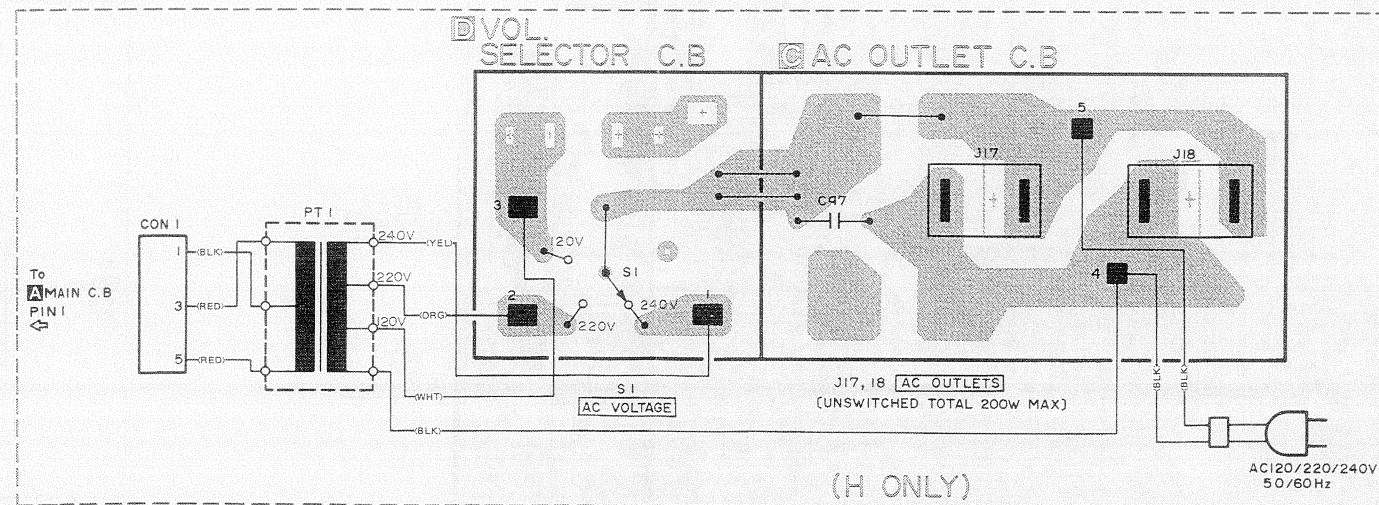 D VOL.
SELECTOR C.B
C AC OUTLET C.B
5
J17
J18
C97
3
120V
S1
2
220V
240V
1
4
CON 1
1
(BLK)
3
(RED)
5
(RED)
PT 1
240V
(YEL)
220V
(ORG)
120V
(WHT)
(BLK)
To
A MAIN C.B
PIN 1
S1
AC VOLTAGE
J17, 18 AC OUTLETS
(UNSWITCHED TOTAL 200W MAX)
(BLK)
(BLK)
(H ONLY)
AC120/220/240V
50/60Hz